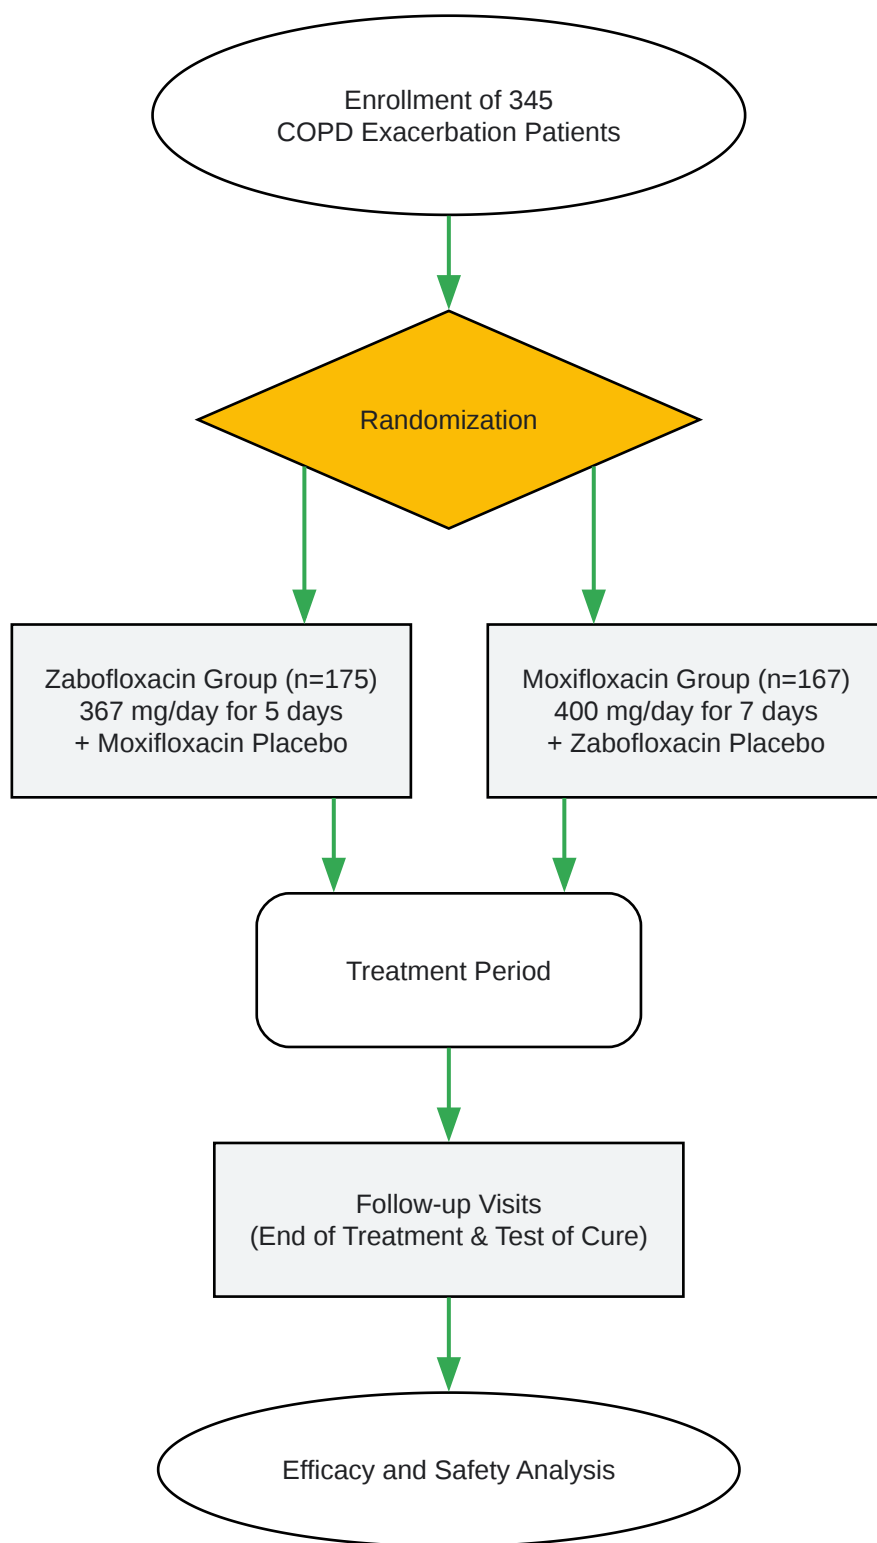 Enrollment of 345
COPD Exacerbation Patients
Randomization
Zabofloxacin Group (n=175)
367 mg/day for 5 days
+ Moxifloxacin Placebo
Moxifloxacin Group (n=167)
400 mg/day for 7 days
+ Zabofloxacin Placebo
Treatment Period
Follow-up Visits
(End of Treatment & Test of Cure)
Efficacy and Safety Analysis